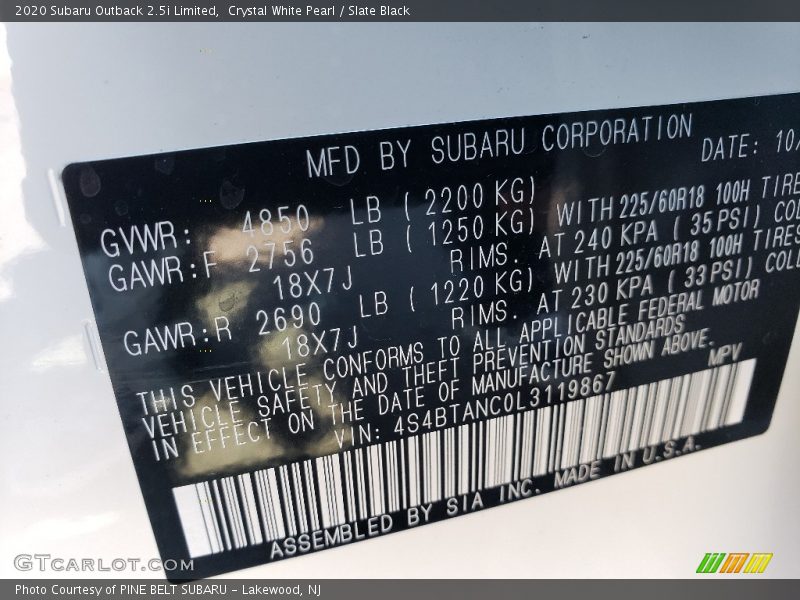 2020 Subaru Outback 2.5i Limited, Crystal White Pearl / Slate Black
MFD BY SUBARU CORPORATION DATE: 10/
GVWR: 4850 LB ( 2200 KG)
GAWR:F 2756 LB ( 1250 KG) WITH 225/60R18 100H TIRE
18X7J RIMS. AT 240 KPA ( 35 PSI) COL
GAWR:R 2690 LB ( 1220 KG) WITH 225/60R18 100H TIRES
18X7J RIMS. AT 230 KPA ( 33 PSI) COLD
THIS VEHICLE CONFORMS TO ALL APPLICABLE FEDERAL MOTOR
VEHICLE SAFETY AND THEFT PREVENTION STANDARDS
IN EFFECT ON THE DATE OF MANUFACTURE SHOWN ABOVE.
VIN: 4S4BTANC0L3119867 MPV
ASSEMBLED BY SIA INC. MADE IN U.S.A.
GTCARLOT.COM
Photo Courtesy of PINE BELT SUBARU - Lakewood, NJ